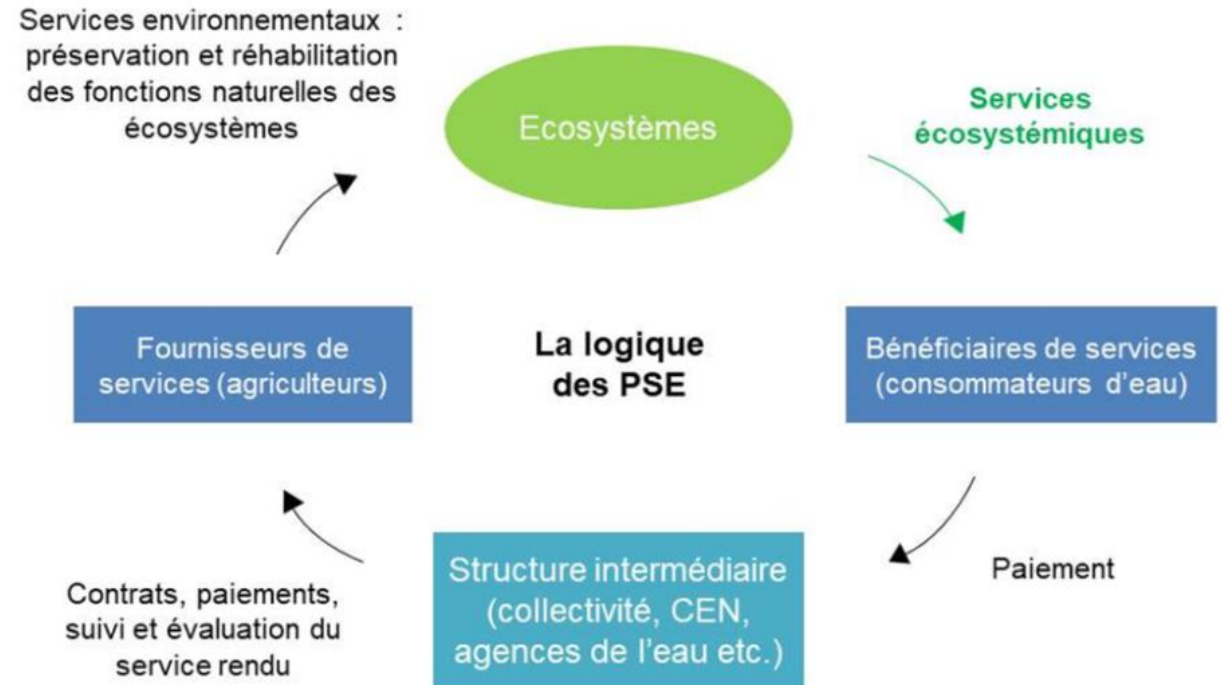 Services environnementaux :
préservation et réhabilitation
des fonctions naturelles des
écosystèmes
Ecosystèmes
Services
écosystémiques
Fournisseurs de
services (agriculteurs)
La logique
des PSE
Bénéficiaires de services
(consommateurs d'eau)
Contrats, paiements,
suivi et évaluation du
service rendu
Structure intermédiaire
(collectivité, CEN,
agences de l'eau etc.)
Paiement